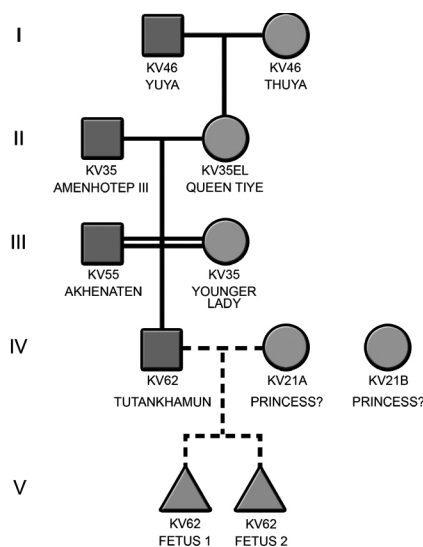 I
KV46 KV46
YUYA THUYA
II
KV35 KV35EL
AMENHOTEP III QUEEN TIYE
III
KV55 KV35
AKHENATEN YOUNGER
LADY
IV
KV62 KV21A KV21B
TUTANKHAMUN PRINCESS? PRINCESS?
V
KV62 KV62
FETUS 1 FETUS 2